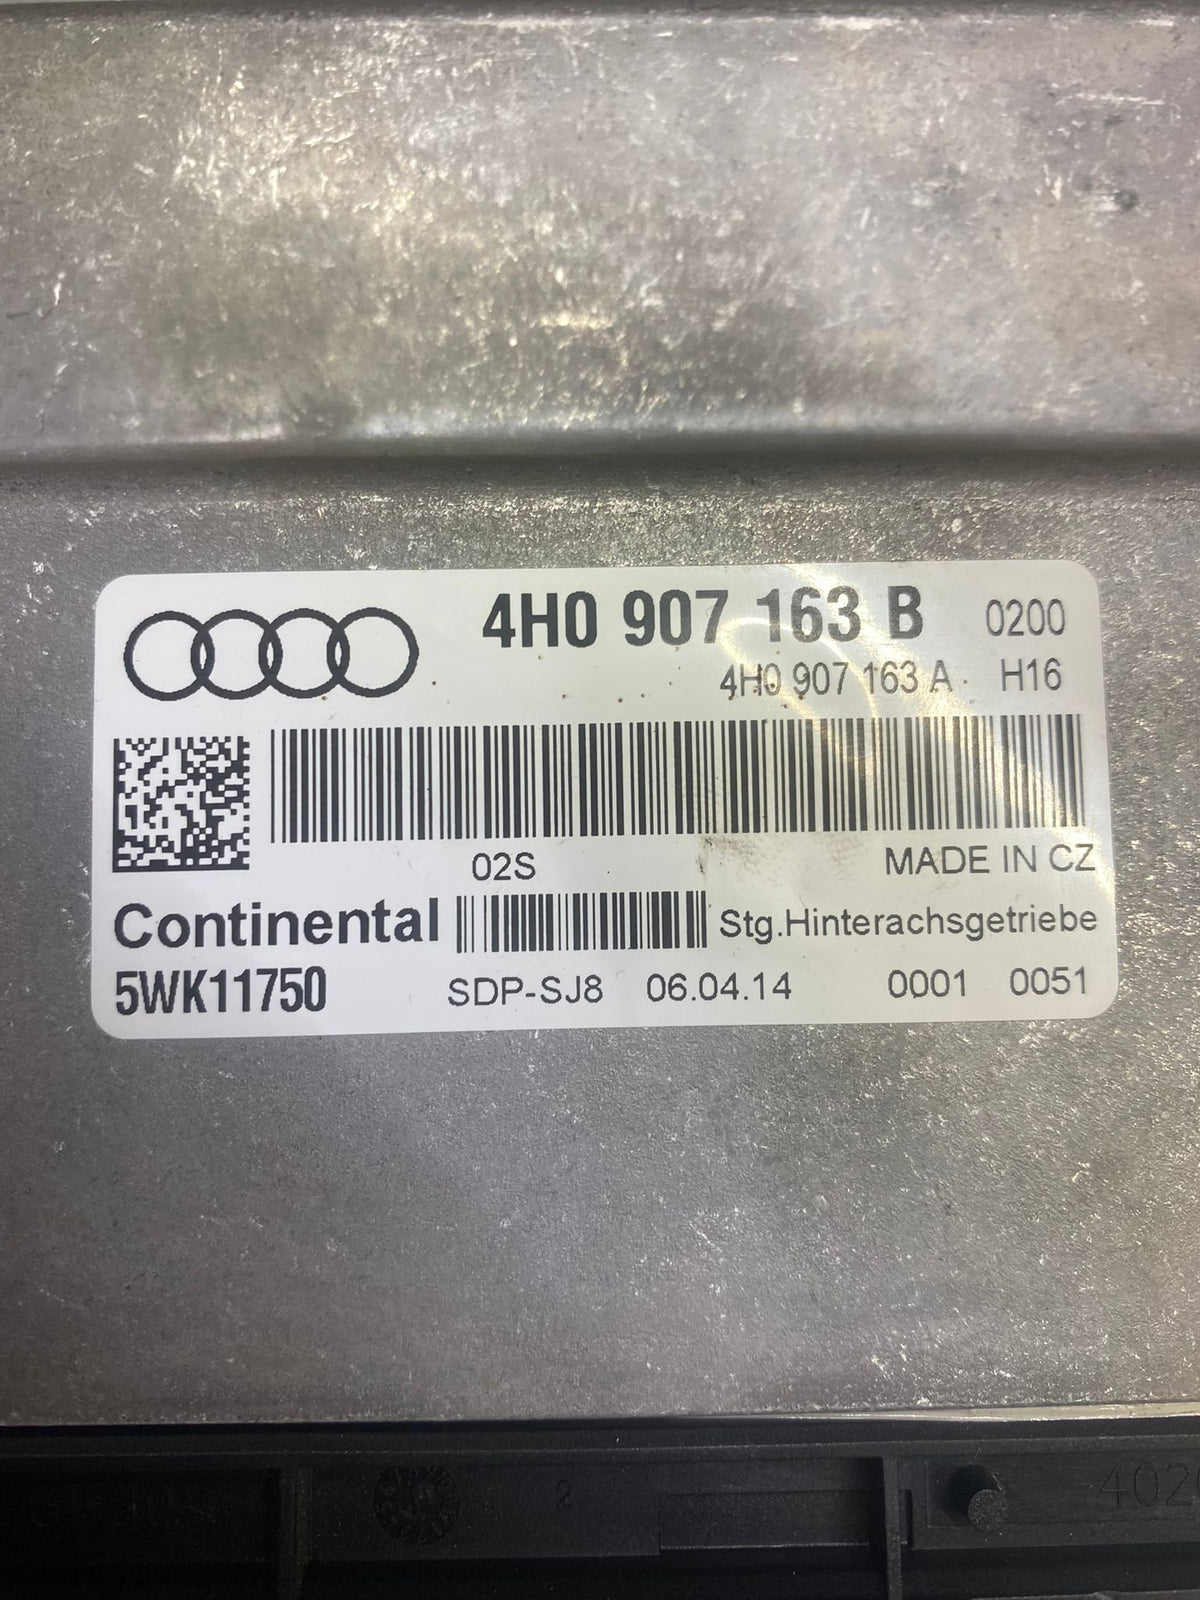 4H0 907 163 B 0200
4H0 907 163 A H16
02S MADE IN CZ
Continental Stg.Hinterachsgetriebe
5WK11750 SDP-SJ8 06.04.14 0001 0051
2